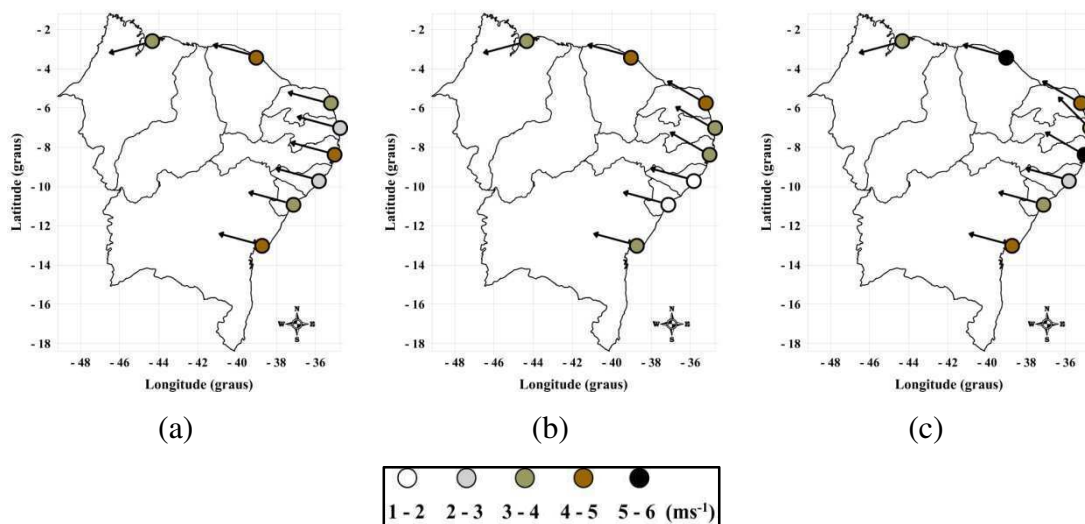 - 2
- 4
- 6
- 8
- 10
- 12
- 14
- 16
- 18
Latitude (graus)
- 48 - 46 - 44 - 42 - 40 - 38 - 36
Longitude (graus)
N
W
S
(a)
- 2
- 4
- 6
- 8
- 10
- 12
- 14
- 16
- 18
Latitude (graus)
- 48 - 46 - 44 - 42 - 40 - 38 - 36
Longitude (graus)
N
W
S
(b)
- 2
- 4
- 6
- 8
- 10
- 12
- 14
- 16
- 18
Latitude (graus)
- 48 - 46 - 44 - 42 - 40 - 38 - 36
Longitude (graus)
N
W
S
(c)
1 - 2 2 - 3 3 - 4 4 - 5 5 - 6 (ms⁻¹)